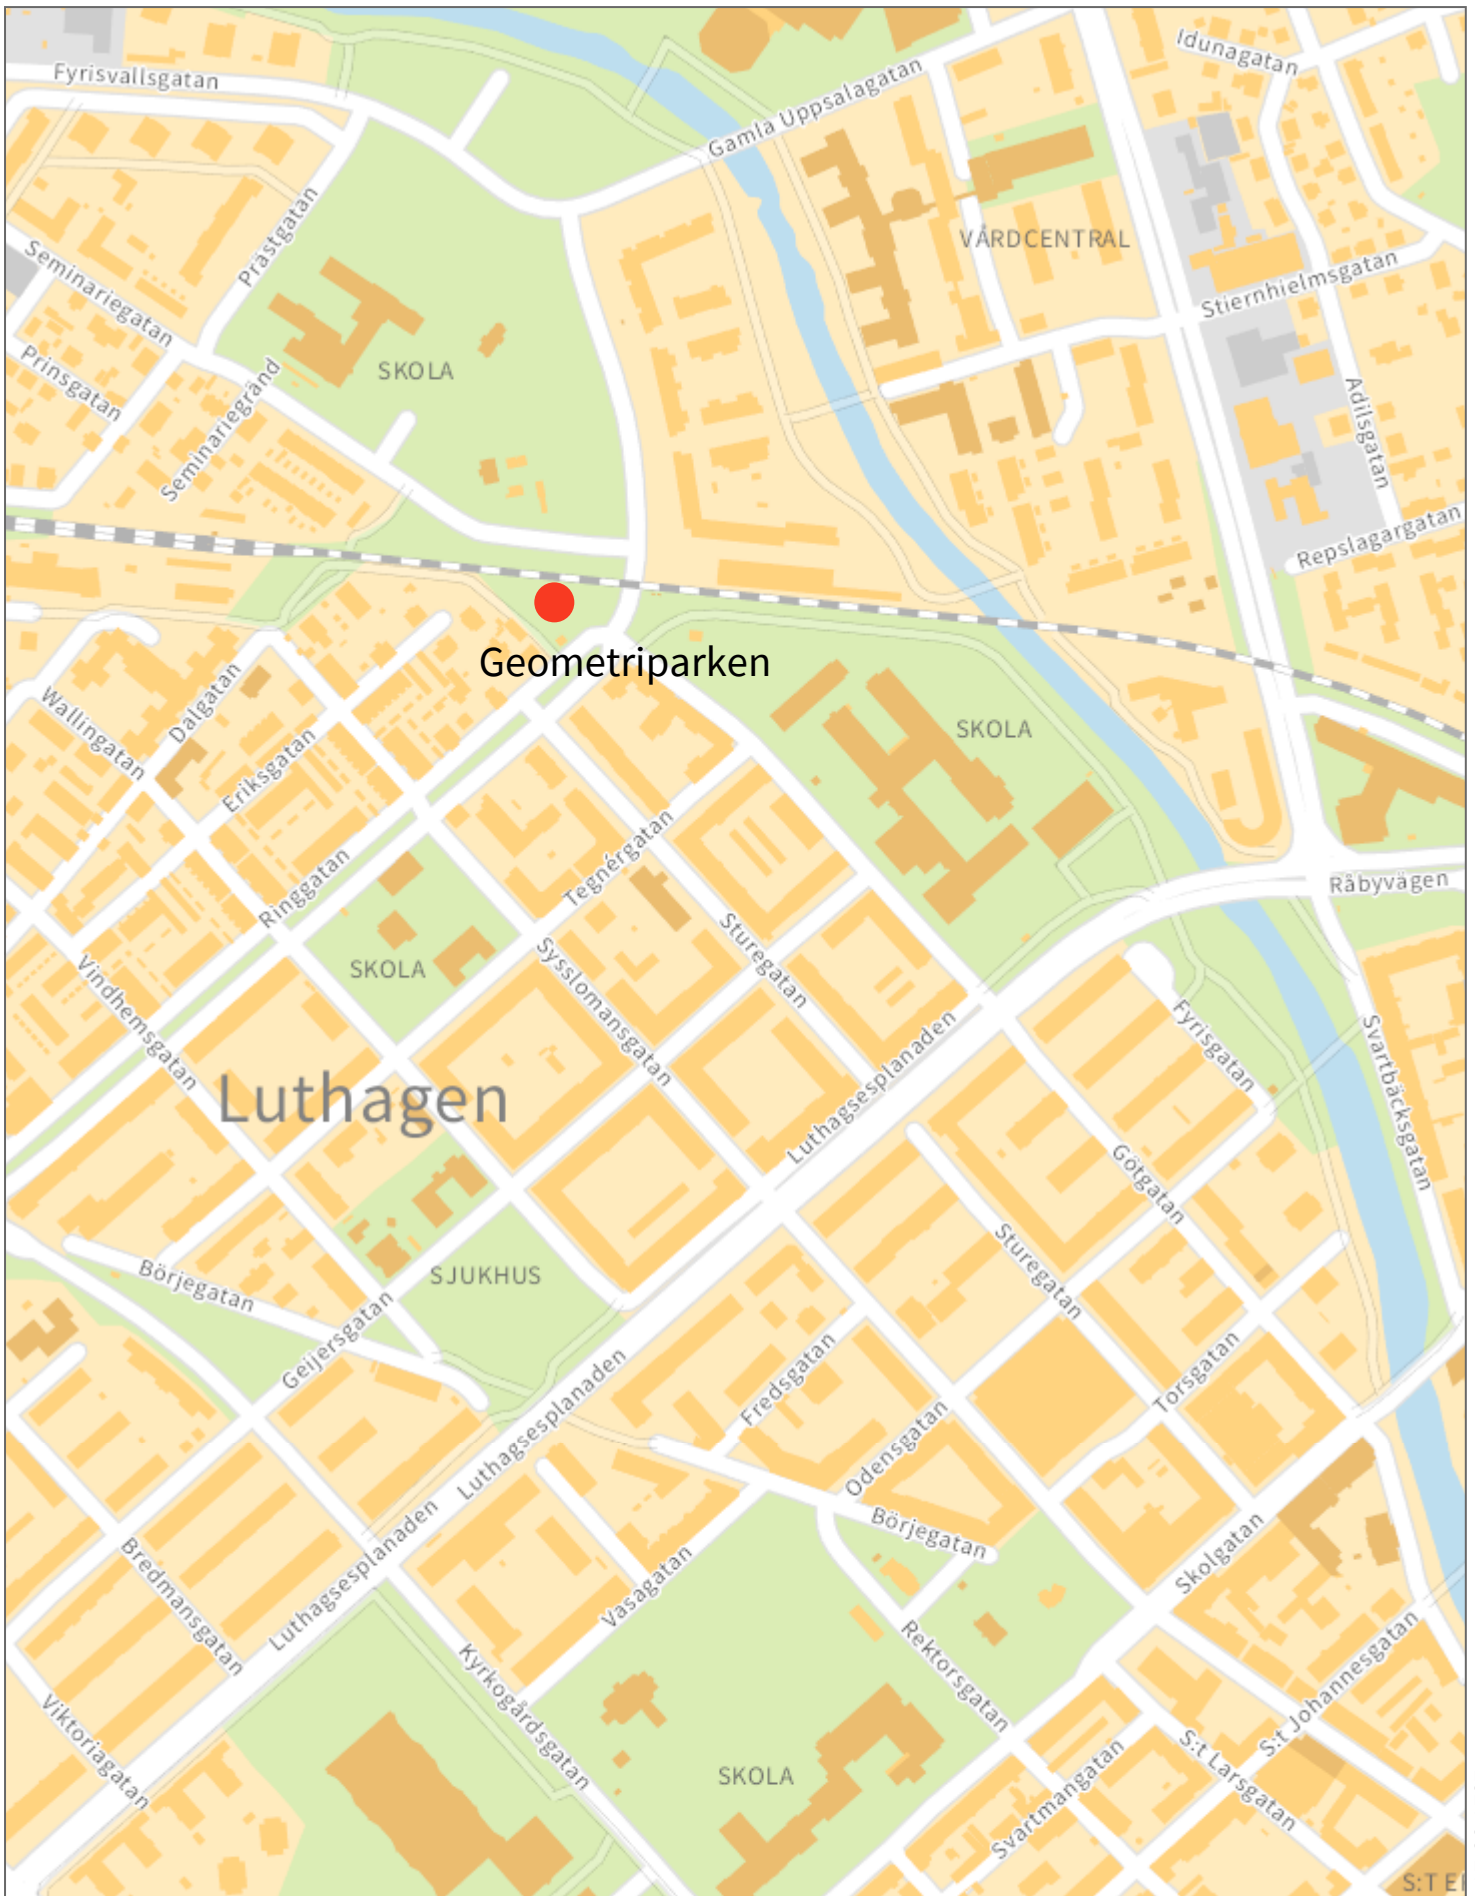 Idunagatan
Fyrisvallsgatan
Gamla Uppsalagatan
Prästgatan
VÅRDCENTRAL
Seminariegatan
Stiernhielmsgatan
Prinsgatan
SKOLA
Seminariegränd
Adilsgatan
Repslagargatan
Geometriparken
Wallingatan
Dalgatan
SKOLA
Eriksgatan
Tegnérgatan
Ringgatan
Råbyvägen
Sturegatan
SKOLA
Vindhemsgatan
Sysslomansgatan
Fyrisgatan
Luthagen
Luthagsesplanaden
Svartbäcksgatan
Götgatan
Börjegatan
SJUKHUS
Sturegatan
Geijersgatan
Fredsgatan
Torsgatan
Luthagsesplanaden
Odensgatan
Börjegatan
Skolgatan
Luthagsesplanaden
Bredmansgatan
Vasagatan
Rektorsgatan
Kyrkogårdsgatan
S:t Johannesgatan
Viktoriagatan
S:t Larsgatan
SKOLA
Svartmangatan